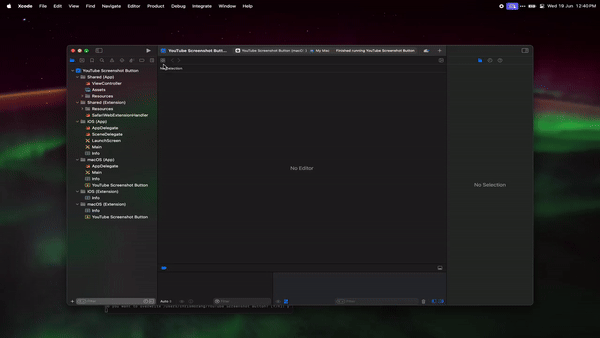 Xcode File Edit View Find Navigate Editor Product Debug Integrate Window Help Wed 19 Jun 12:40PM
YouTube Screenshot Butt... YouTube Screenshot Button (macOS) My Mac Finished running YouTube Screenshot Button
No Selection
YouTube Screenshot Button
Shared (App)
ViewController
Assets
Resources
Shared (Extension)
Resources
SafariWebExtensionHandler
iOS (App)
AppDelegate
SceneDelegate
LaunchScreen
Main
Info
macOS (App)
AppDelegate
Main
Info
YouTube Screenshot Button
iOS (Extension)
Info
macOS (Extension)
Info
YouTube Screenshot Button
No Editor
No Selection
Filter Auto Filter Filter